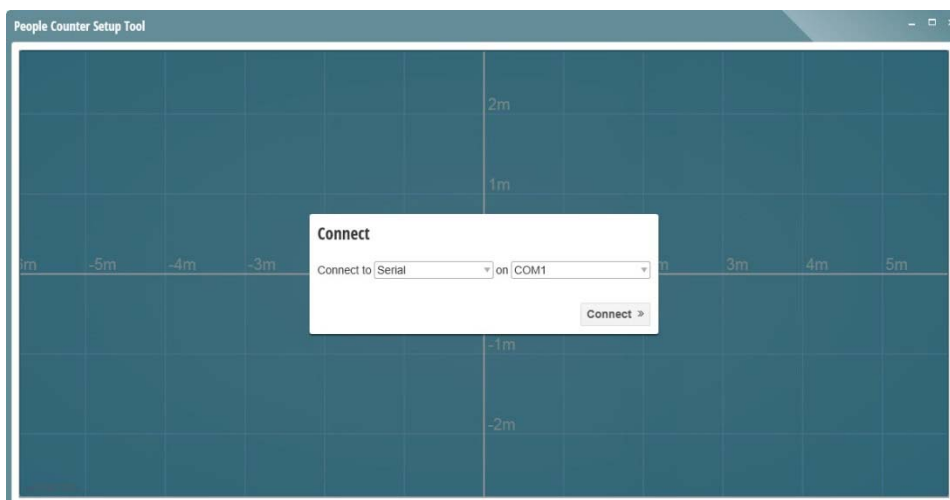 People Counter Setup Tool
2m
1m
Connect
Connect to Serial on COM1
-5m -4m -3m 3m 4m 5m
Connect »
-1m
-2m